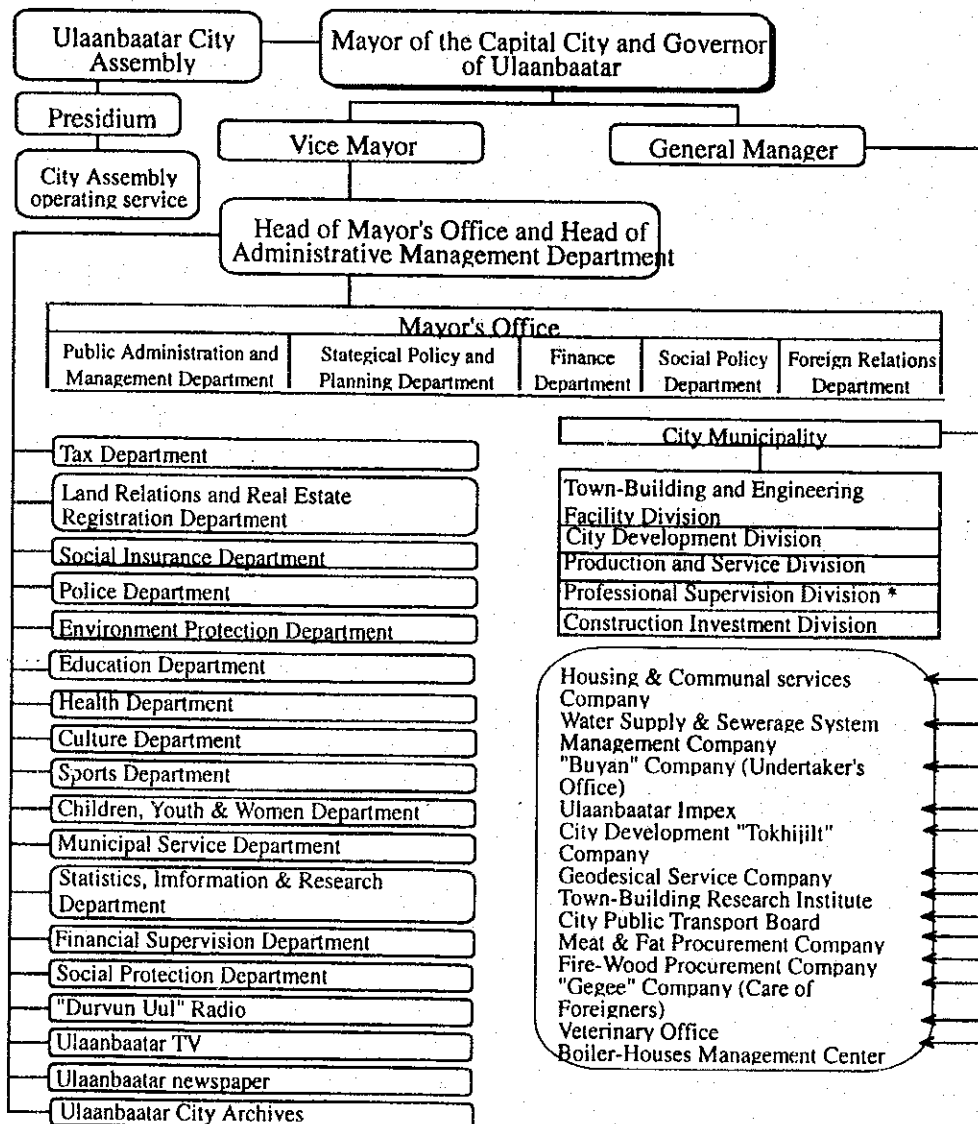 Ulaanbaatar City
Assembly
Mayor of the Capital City and Governor
of Ulaanbaatar
Presidium
Vice Mayor
General Manager
City Assembly
operating service
Head of Mayor's Office and Head of
Administrative Management Department
Mayor's Office
Public Administration and
Management Department
Stategical Policy and
Planning Department
Finance
Department
Social Policy
Department
Foreign Relations
Department
Tax Department
Land Relations and Real Estate
Registration Department
Social Insurance Department
Police Department
Environment Protection Department
Education Department
Health Department
Culture Department
Sports Department
Children, Youth & Women Department
Municipal Service Department
Statistics, Imformation & Research
Department
Financial Supervision Department
Social Protection Department
"Durvun Uul" Radio
Ulaanbaatar TV
Ulaanbaatar newspaper
Ulaanbaatar City Archives
City Municipality
Town-Building and Engineering
Facility Division
City Development Division
Production and Service Division
Professional Supervision Division *
Construction Investment Division
Housing & Communal services
Company
Water Supply & Sewerage System
Management Company
"Buyan" Company (Undertaker's
Office)
Ulaanbaatar Impex
City Development "Tokhijilt"
Company
Geodesical Service Company
Town-Building Research Institute
City Public Transport Board
Meat & Fat Procurement Company
Fire-Wood Procurement Company
"Gegee" Company (Care of
Foreigners)
Veterinary Office
Boiler-Houses Management Center